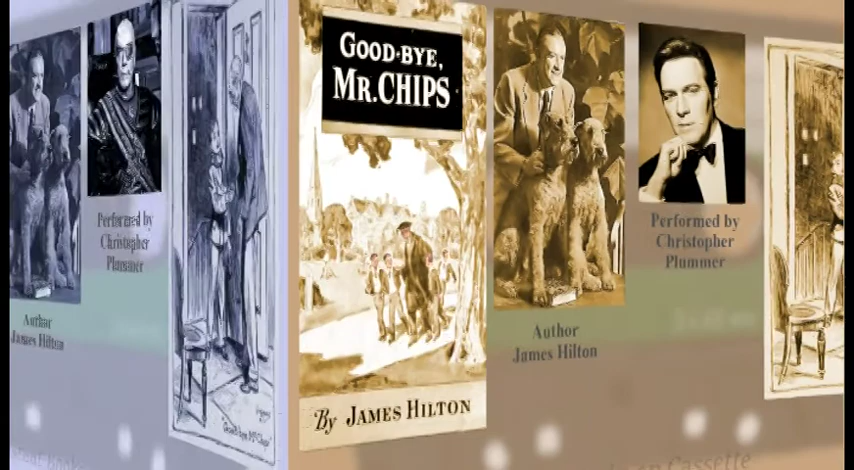 Performed by
Christopher
Plummer
Author
James Hilton
GOOD-BYE,
MR. CHIPS
By JAMES HILTON
Author
James Hilton
Performed by
Christopher
Plummer
Cassette